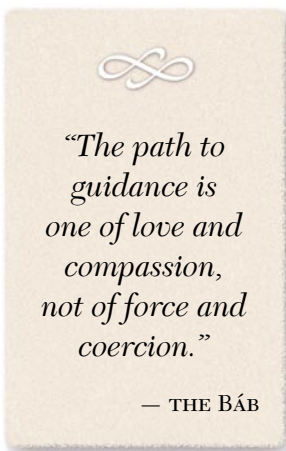 “The path to
guidance is
one of love and
compassion,
not of force and
coercion.”
— THE BÁB